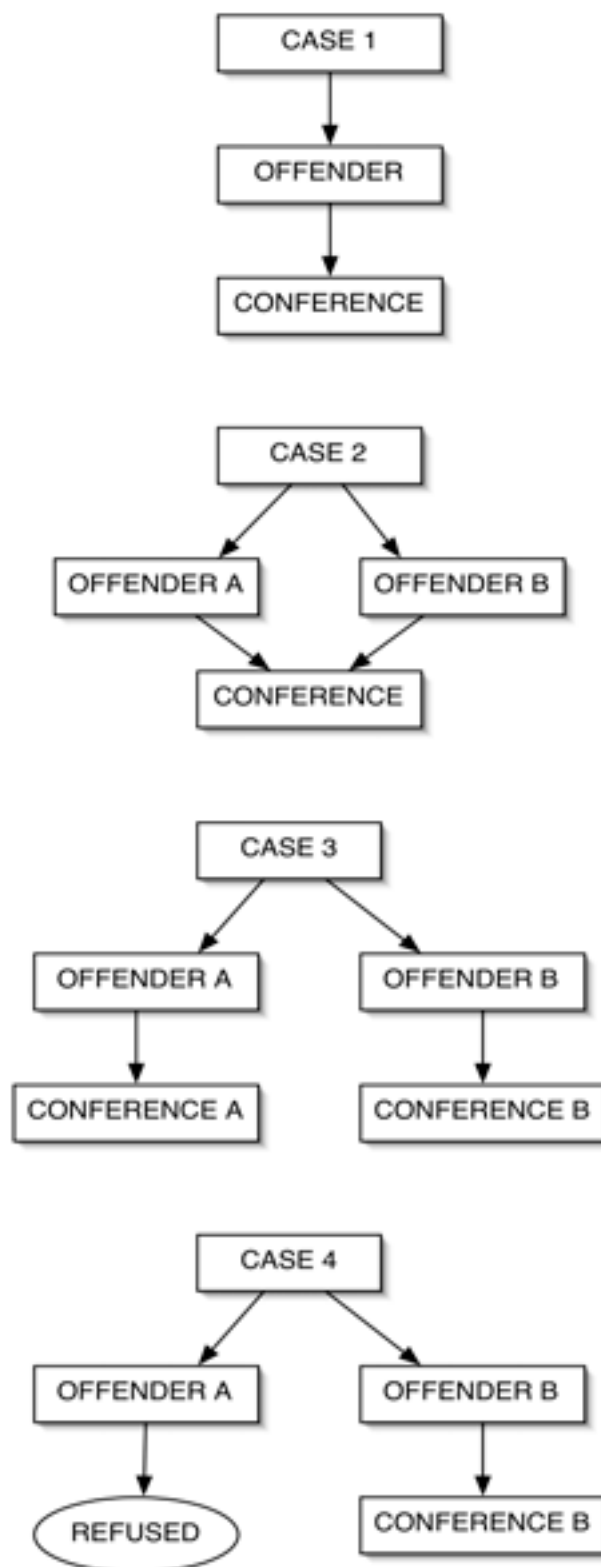 CASE 1
OFFENDER
CONFERENCE
CASE 2
OFFENDER A
OFFENDER B
CONFERENCE
CASE 3
OFFENDER A
OFFENDER B
CONFERENCE A
CONFERENCE B
CASE 4
OFFENDER A
OFFENDER B
REFUSED
CONFERENCE B